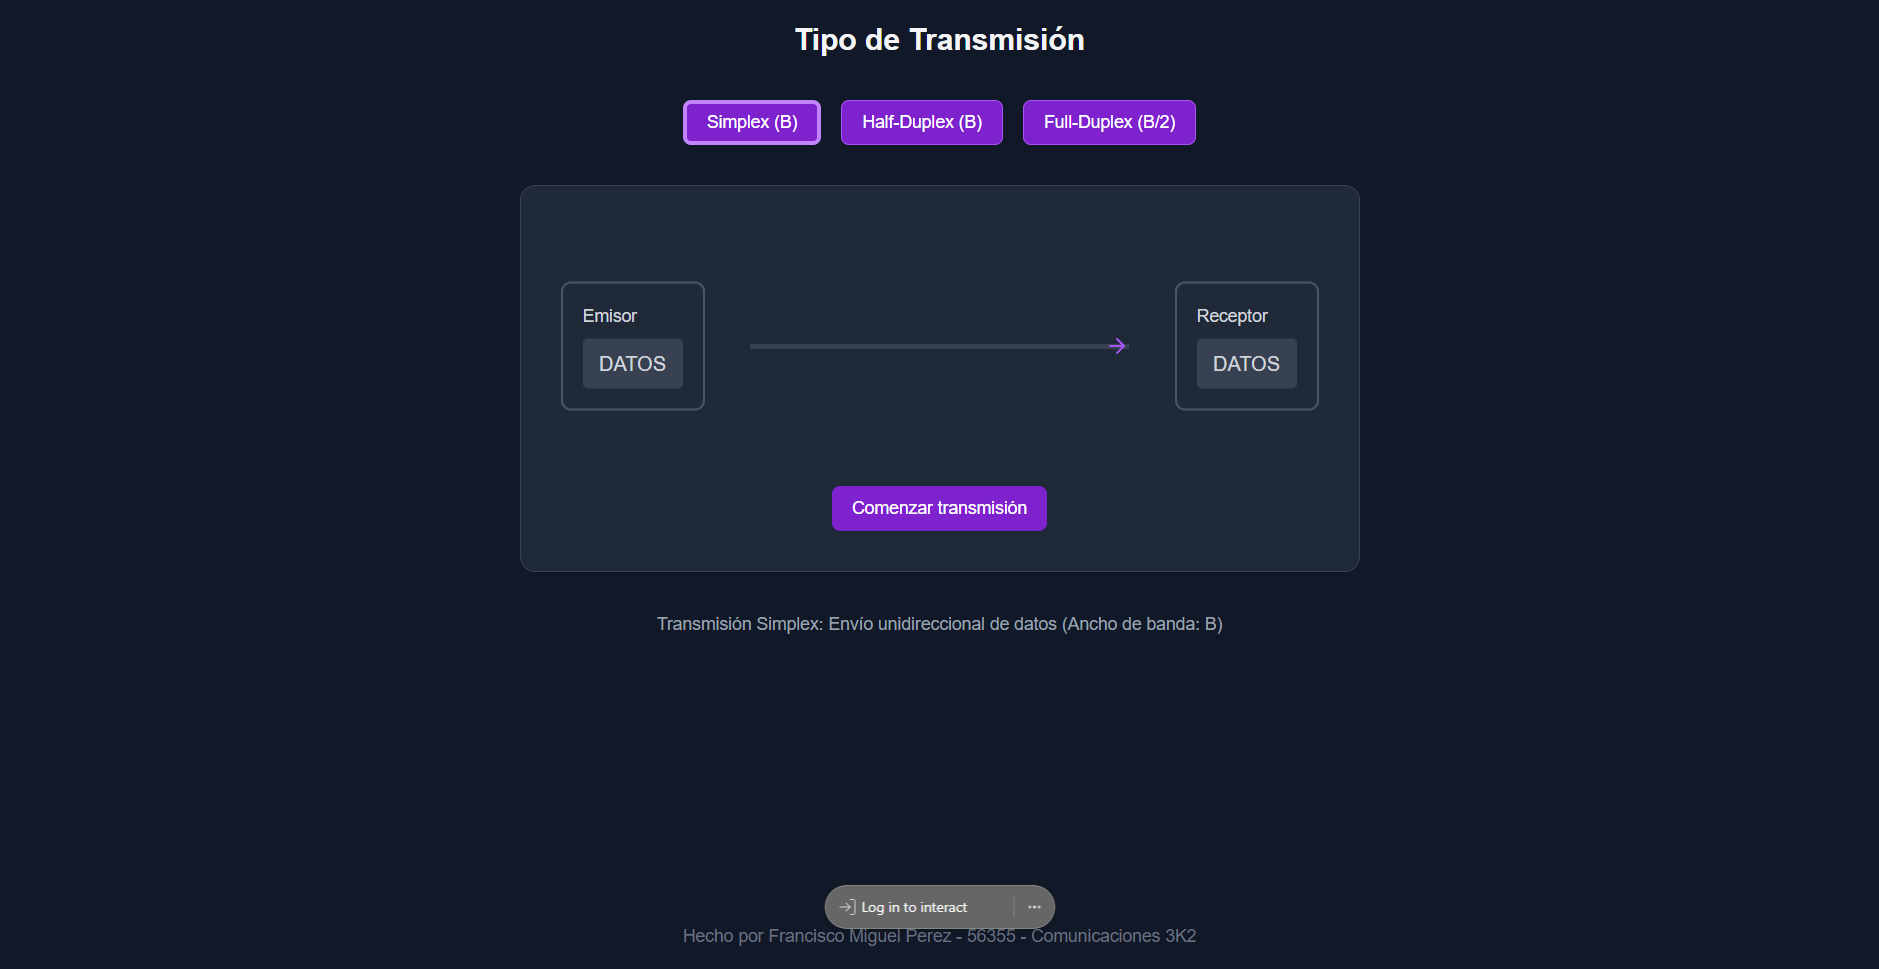 Tipo de Transmisión
Simplex (B) Half-Duplex (B) Full-Duplex (B/2)
Emisor
DATOS
Receptor
DATOS
Comenzar transmisión
Transmisión Simplex: Envío unidireccional de datos (Ancho de banda: B)
Log in to interact
Hecho por Francisco Miguel Perez - 56355 - Comunicaciones 3K2